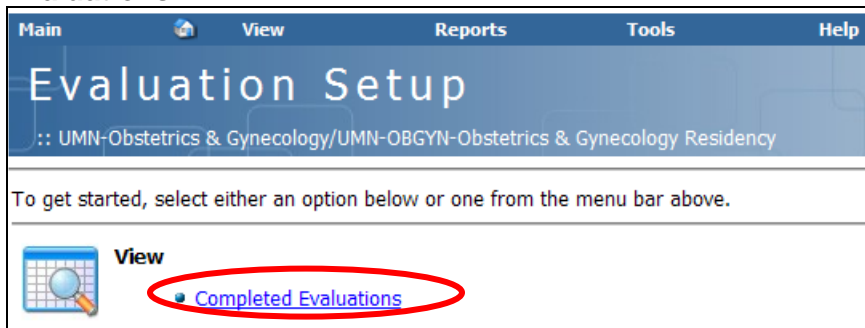 Main View Reports Tools Help
Evaluation Setup
:: UMN-Obstetrics & Gynecology/UMN-OBGYN-Obstetrics & Gynecology Residency
To get started, select either an option below or one from the menu bar above.
View
Completed Evaluations